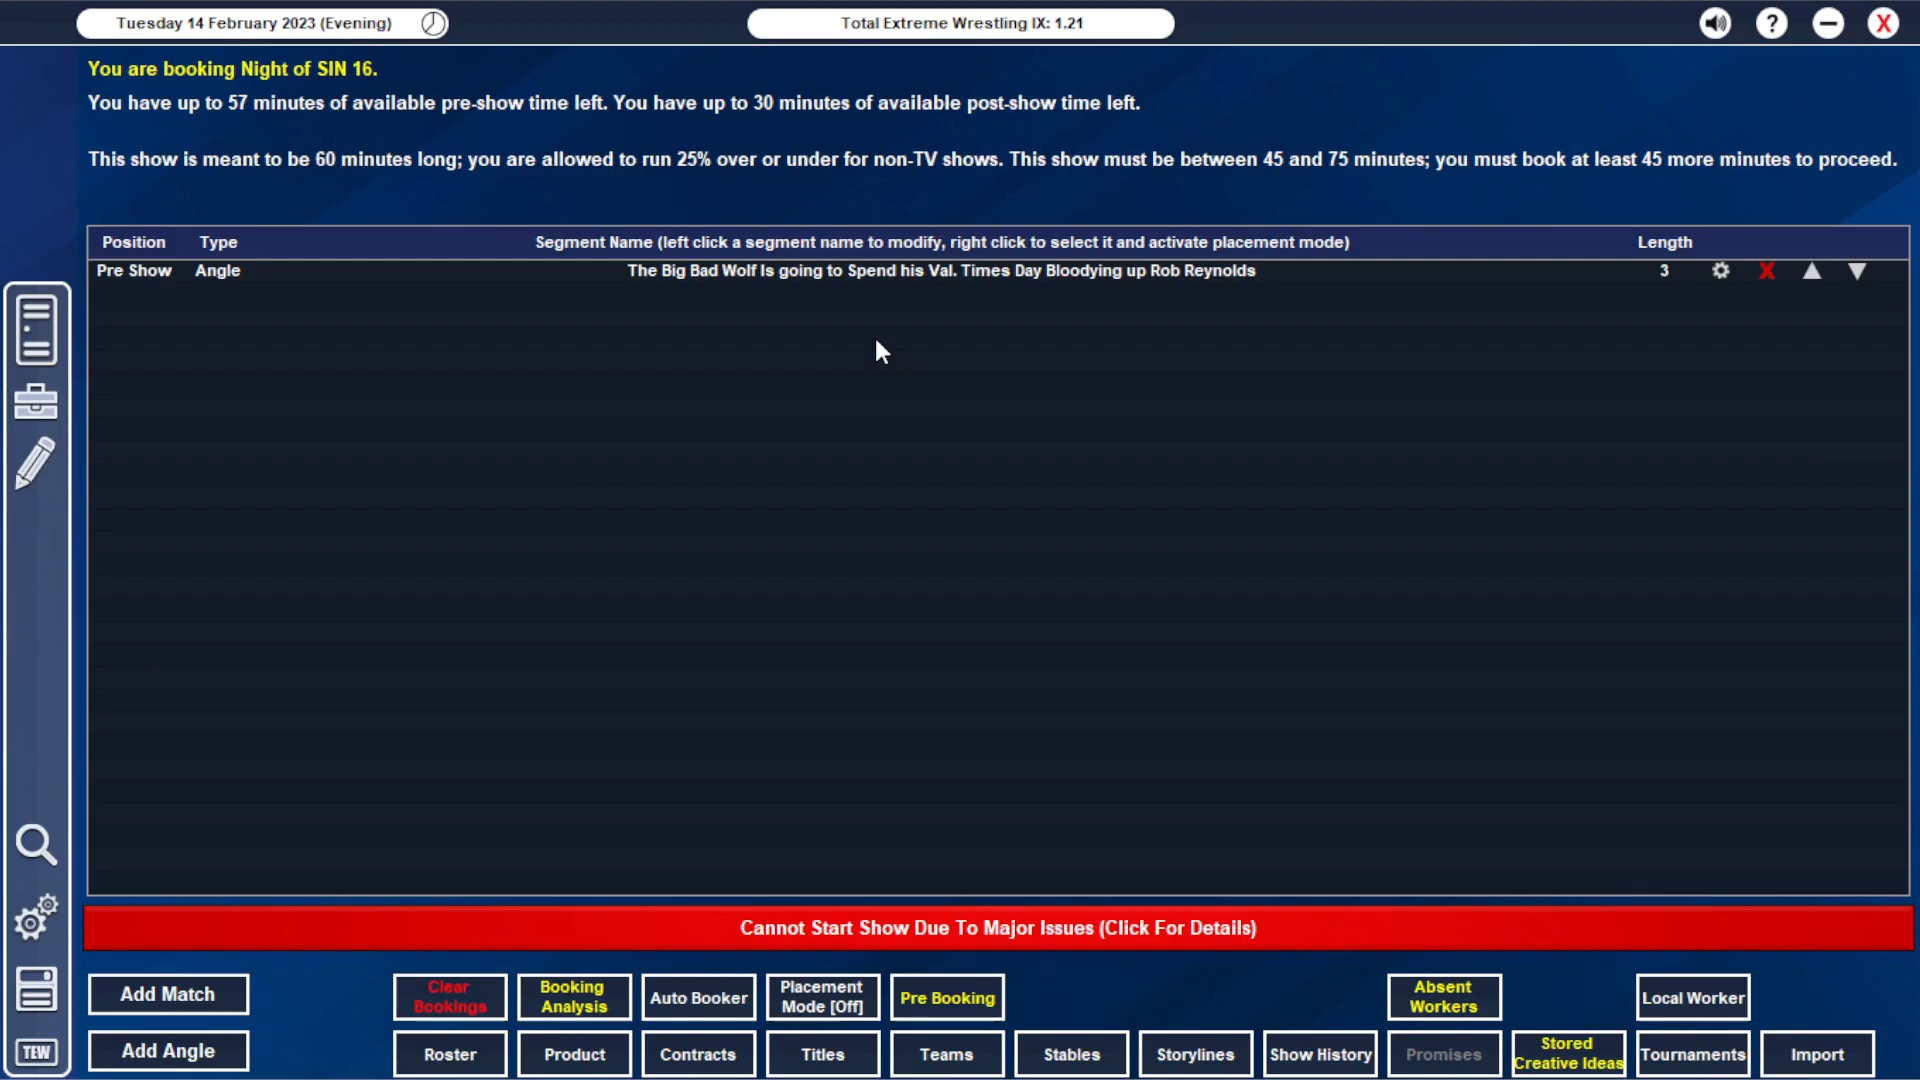 Tuesday 14 February 2023 (Evening)
Total Extreme Wrestling IX: 1.21
?
X
You are booking Night of SIN 16.
You have up to 57 minutes of available pre-show time left. You have up to 30 minutes of available post-show time left.
This show is meant to be 60 minutes long; you are allowed to run 25% over or under for non-TV shows. This show must be between 45 and 75 minutes; you must book at least 45 more minutes to proceed.
Position Type Segment Name (left click a segment name to modify, right click to select it and activate placement mode) Length
Pre Show Angle The Big Bad Wolf Is going to Spend his Val. Times Day Bloodying up Rob Reynolds 3 X
Cannot Start Show Due To Major Issues (Click For Details)
Add Match
Clear
Bookings
Booking
Analysis
Auto Booker
Placement
Mode [Off]
Pre Booking
Absent
Workers
Local Worker
TEW
Add Angle
Roster
Product
Contracts
Titles
Teams
Stables
Storylines
Show History
Promises
Stored
Creative Ideas
Tournaments
Import